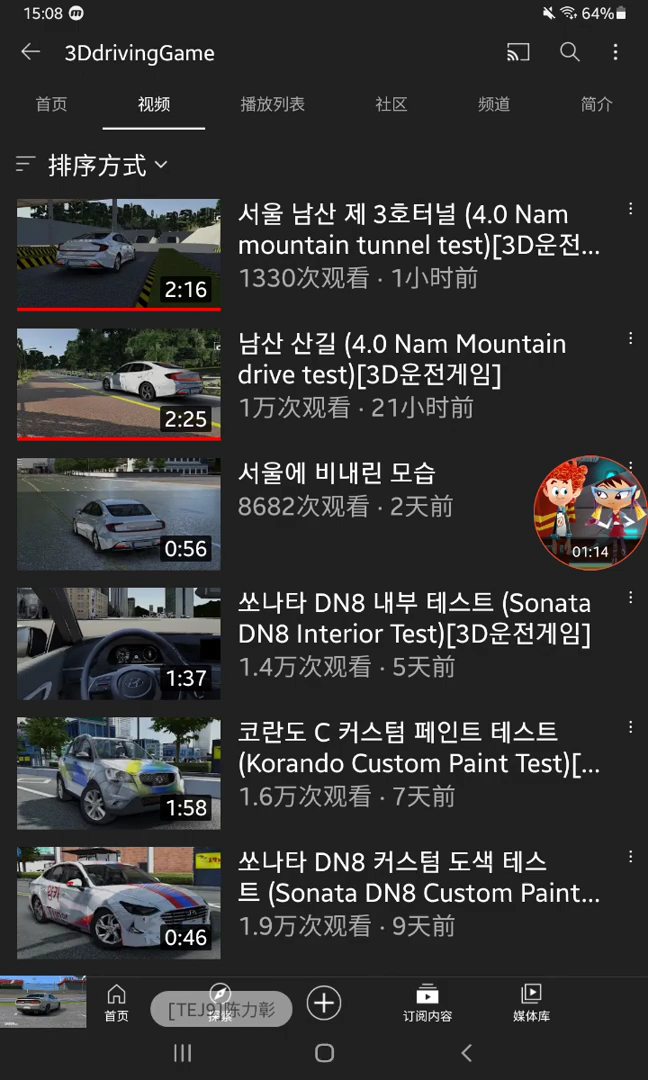 15:08
64%
3DdrivingGame
首页 视频 播放列表 社区 频道 简介
排序方式
서울 남산 제 3호터널 (4.0 Nam
mountain tunnel test)[3D운전...
1330次观看 · 1小时前
2:16
남산 산길 (4.0 Nam Mountain
drive test)[3D운전게임]
1万次观看 · 21小时前
2:25
서울에 비내린 모습
8682次观看 · 2天前
0:56
01:14
쏘나타 DN8 내부 테스트 (Sonata
DN8 Interior Test)[3D운전게임]
1.4万次观看 · 5天前
1:37
코란도 C 커스텀 페인트 테스트
(Korando Custom Paint Test)[...
1.6万次观看 · 7天前
1:58
쏘나타 DN8 커스텀 도색 테스
트 (Sonata DN8 Custom Paint...
1.9万次观看 · 9天前
0:46
[TEJ9]陈力彰
首页 探索 订阅内容 媒体库